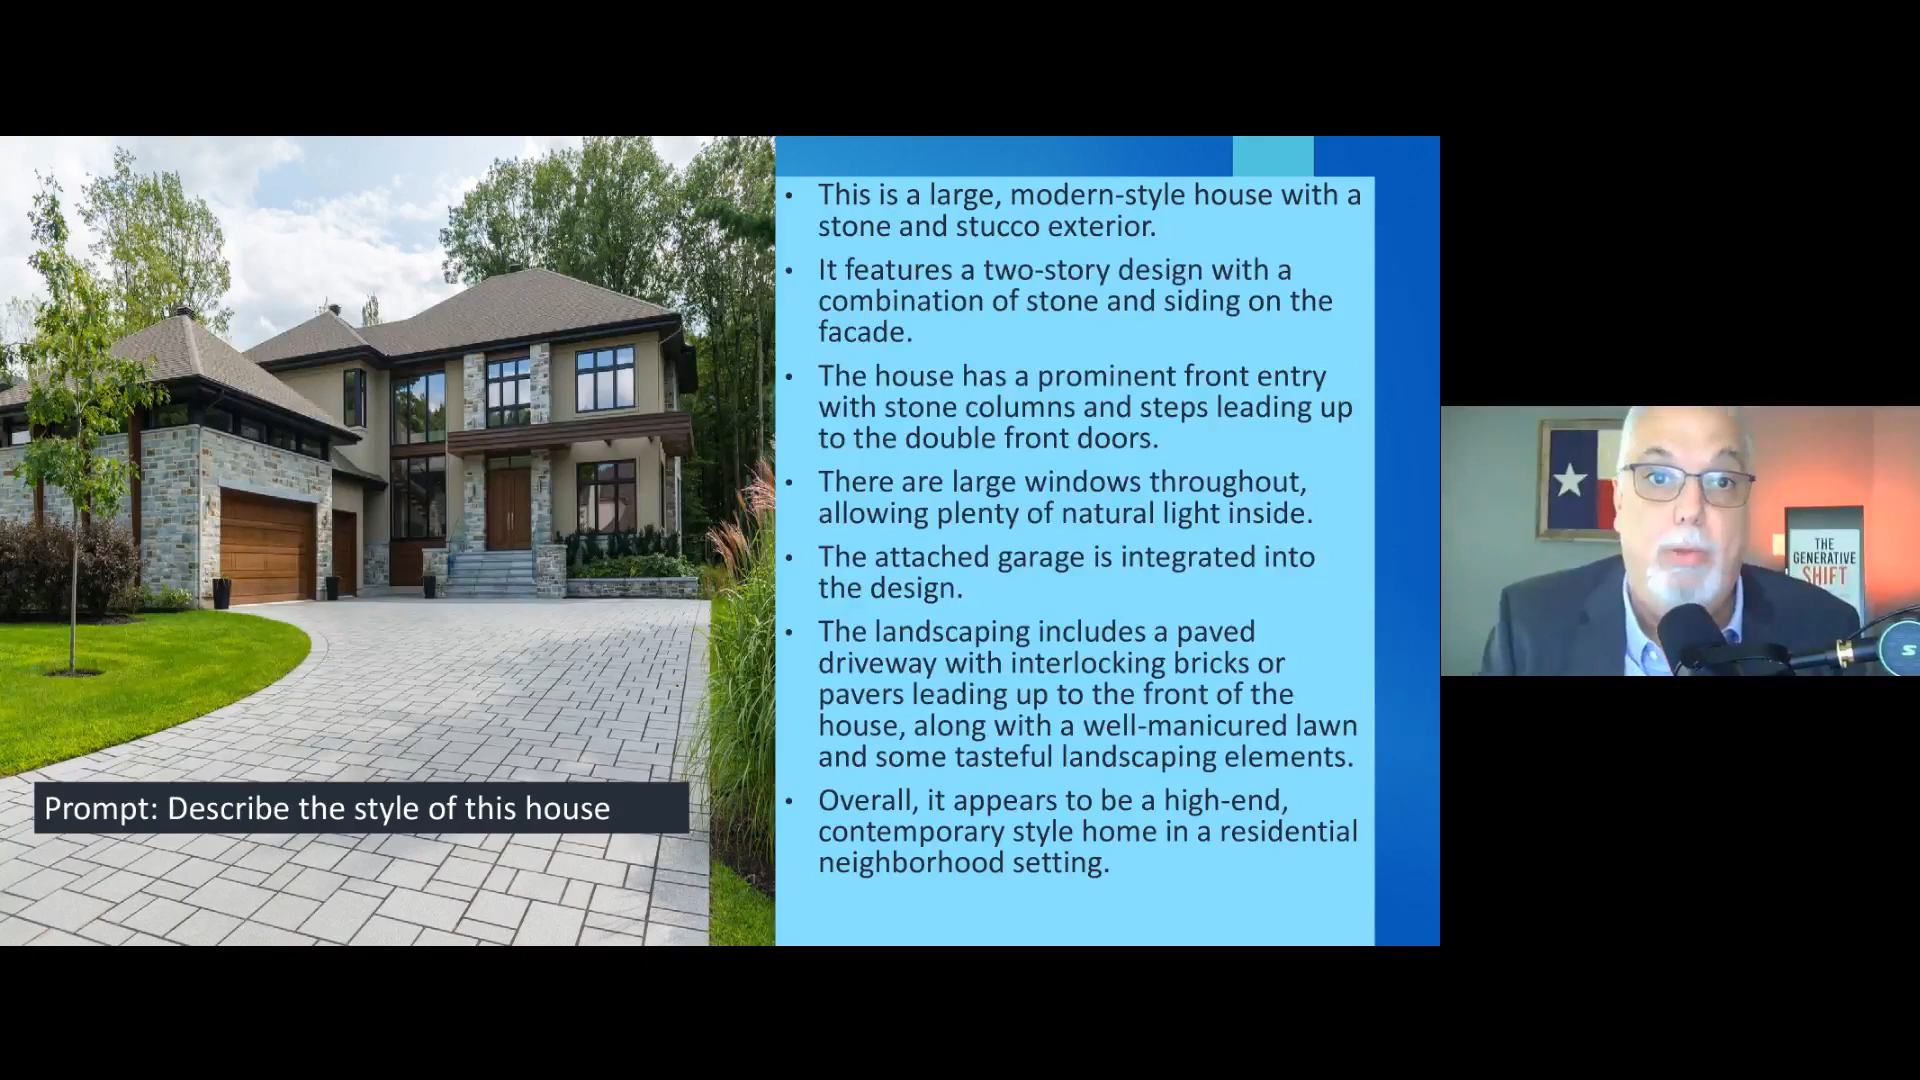 • This is a large, modern-style house with a
stone and stucco exterior.
• It features a two-story design with a
combination of stone and siding on the
facade.
• The house has a prominent front entry
with stone columns and steps leading up
to the double front doors.
• There are large windows throughout,
allowing plenty of natural light inside.
• The attached garage is integrated into
the design.
• The landscaping includes a paved
driveway with interlocking bricks or
pavers leading up to the front of the
house, along with a well-manicured lawn
and some tasteful landscaping elements.
• Overall, it appears to be a high-end,
contemporary style home in a residential
neighborhood setting.
Prompt: Describe the style of this house
THE
GENERATIVE
SHIFT
S